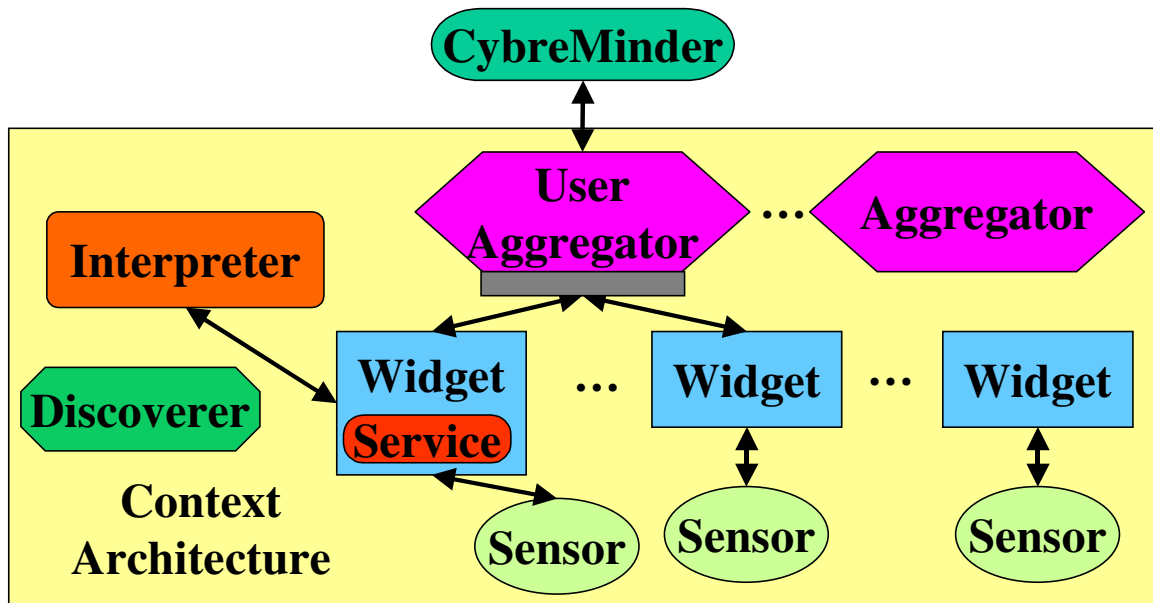 CybreMinder
User
Aggregator
...
Aggregator
Interpreter
Widget
Service
...
Widget
...
Widget
Discoverer
Context
Architecture
Sensor
Sensor
Sensor